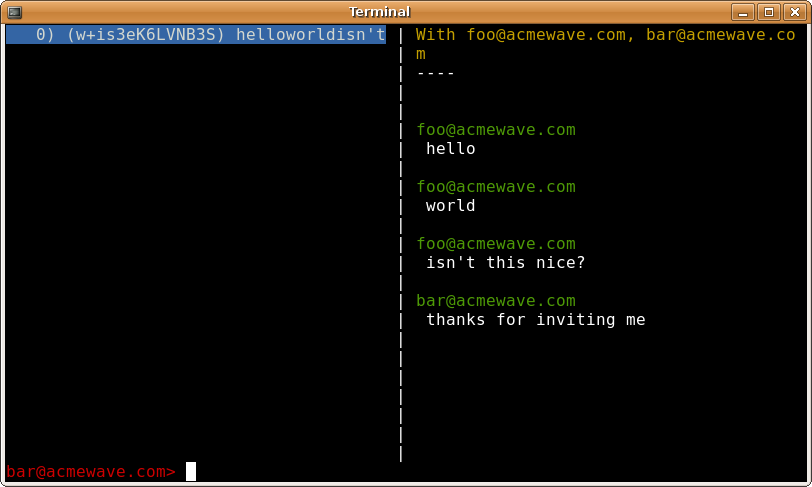 Terminal
0) (w+is3eK6LVNB3S) helloworldisn't
With foo@acmewave.com, bar@acmewave.co
m
----
foo@acmewave.com
hello
foo@acmewave.com
world
foo@acmewave.com
isn't this nice?
bar@acmewave.com
thanks for inviting me
bar@acmewave.com>